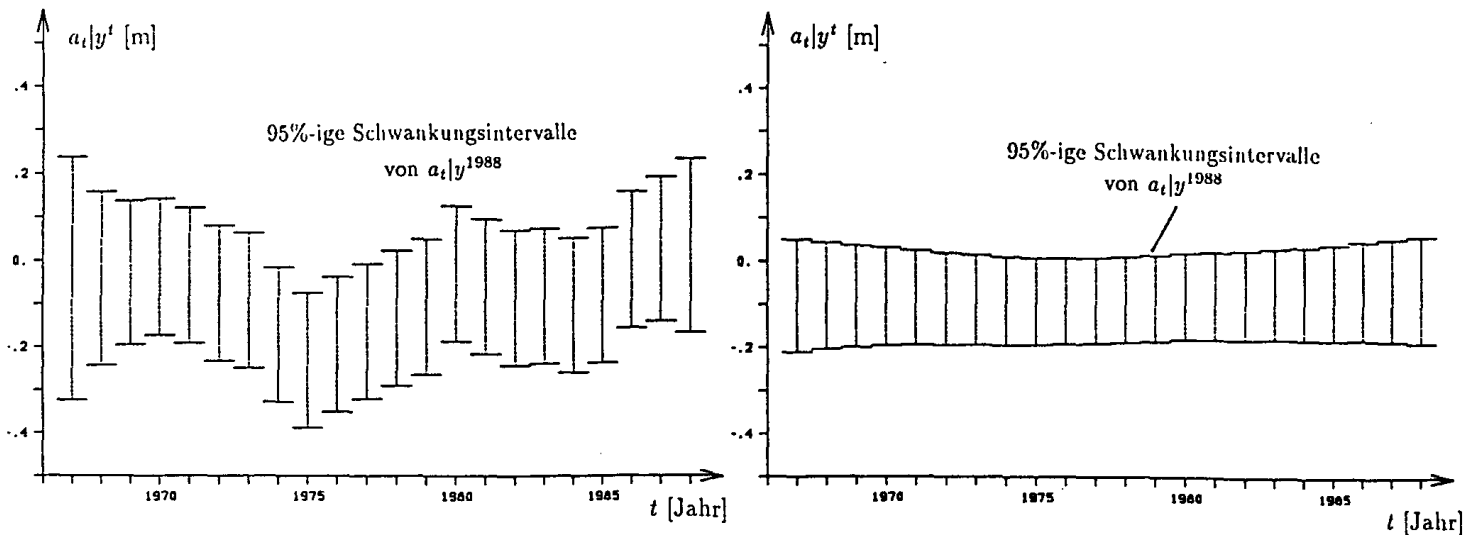 a_t|y^t [m]
.4
95%-ige Schwankungsintervalle
von a_t|y^1988
.2
0.
-.2
-.4
1970
1975
1980
1985
t [Jahr]
a_t|y^t [m]
.4
95%-ige Schwankungsintervalle
von a_t|y^1988
.2
0.
-.2
-.4
1970
1975
1980
1985
t [Jahr]